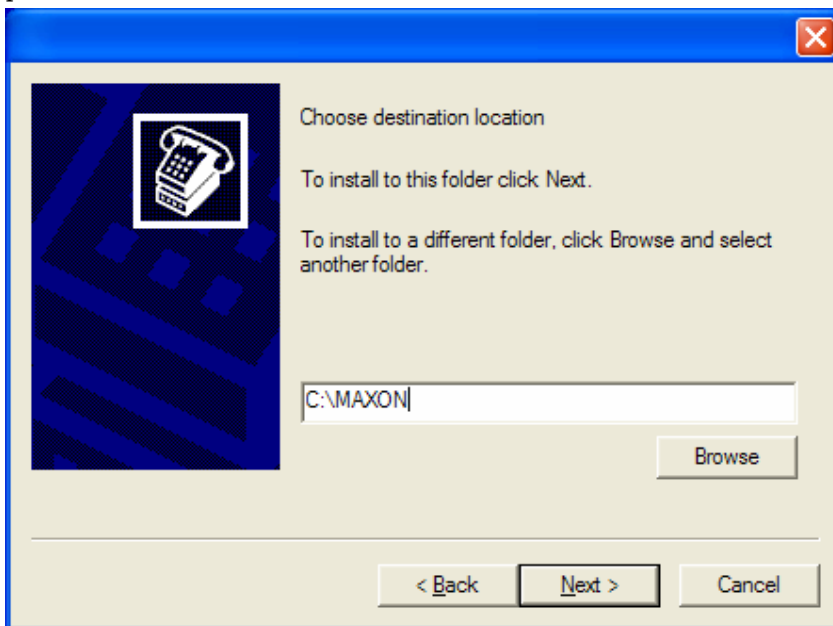 Choose destination location
To install to this folder click Next.
To install to a different folder, click Browse and select
another folder.
C:\MAXON
Browse
< Back
Next >
Cancel